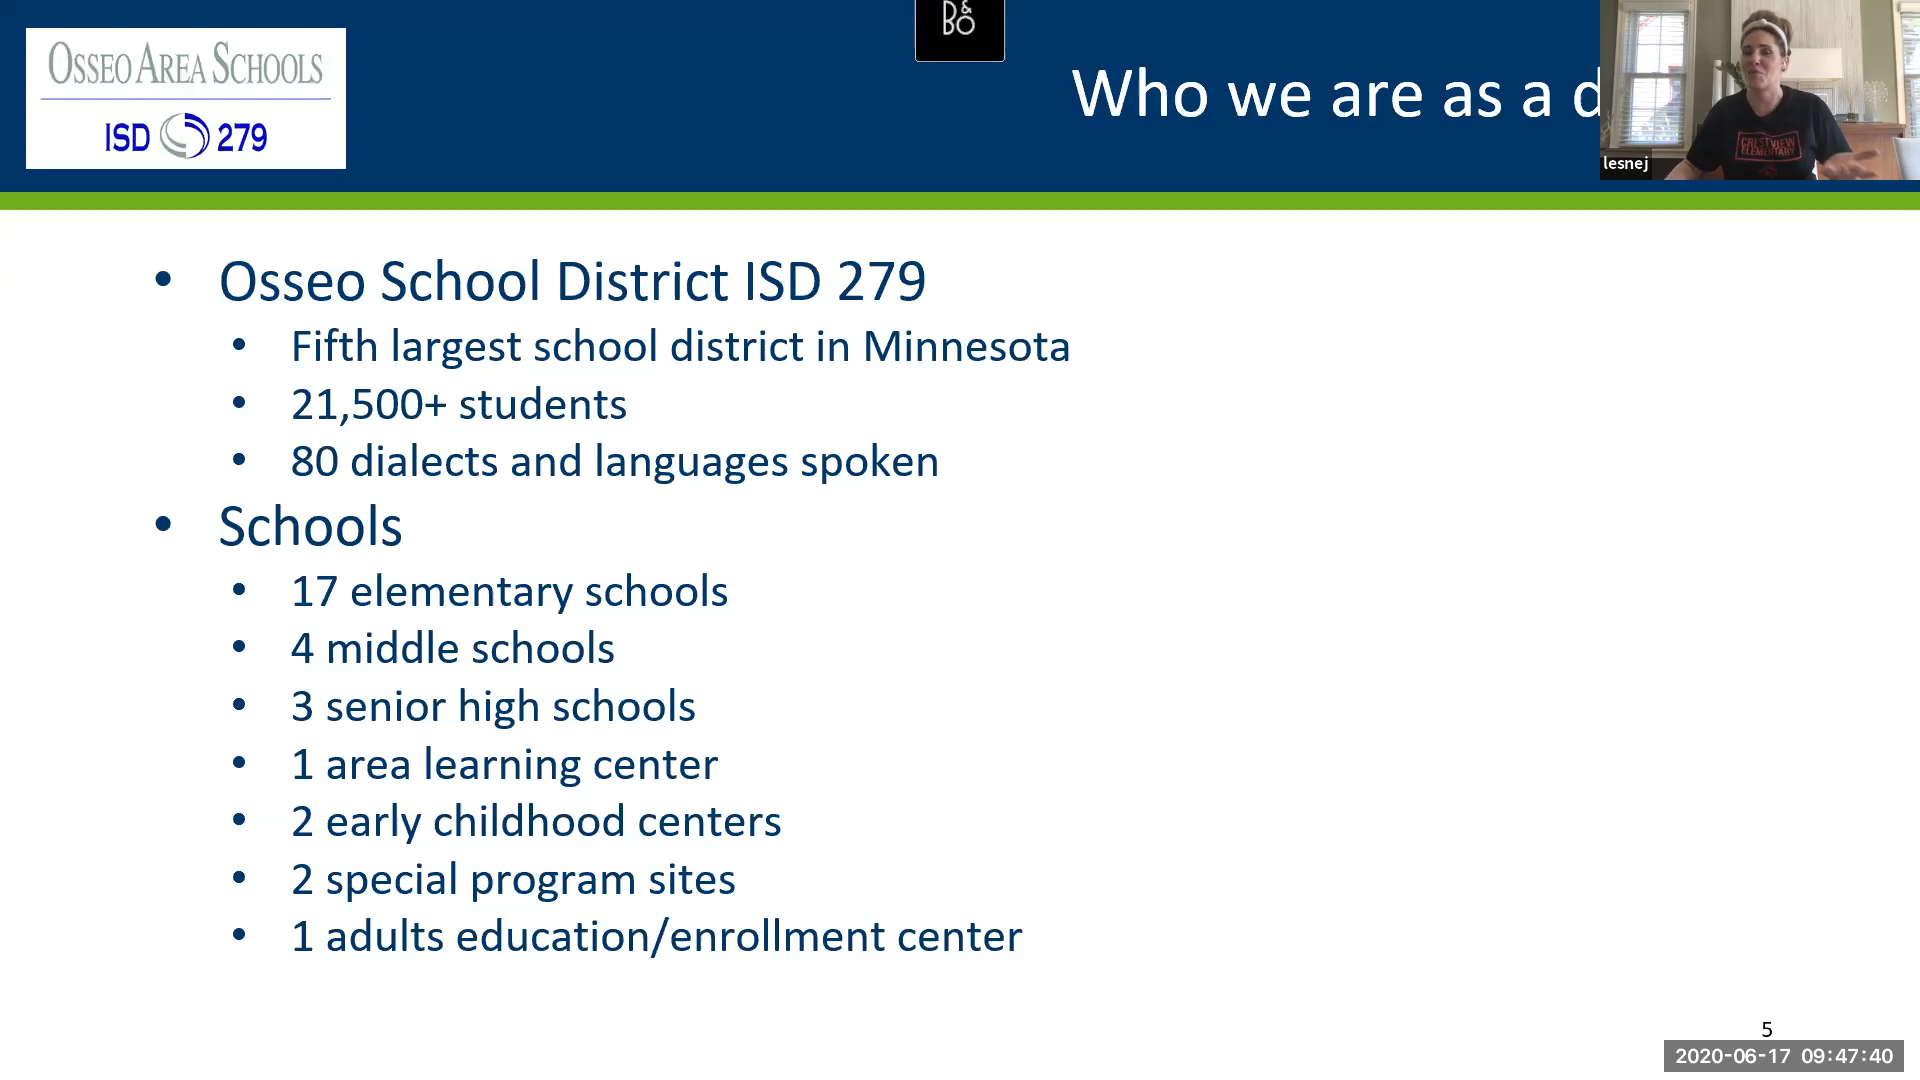 OSSEO AREA SCHOOLS
ISD 279
B&O
Who we are as a d
lesnej
CRESTVIEW
ELEMENTARY
• Osseo School District ISD 279
• Fifth largest school district in Minnesota
• 21,500+ students
• 80 dialects and languages spoken
• Schools
• 17 elementary schools
• 4 middle schools
• 3 senior high schools
• 1 area learning center
• 2 early childhood centers
• 2 special program sites
• 1 adults education/enrollment center
5
2020-06-17 09:47:40